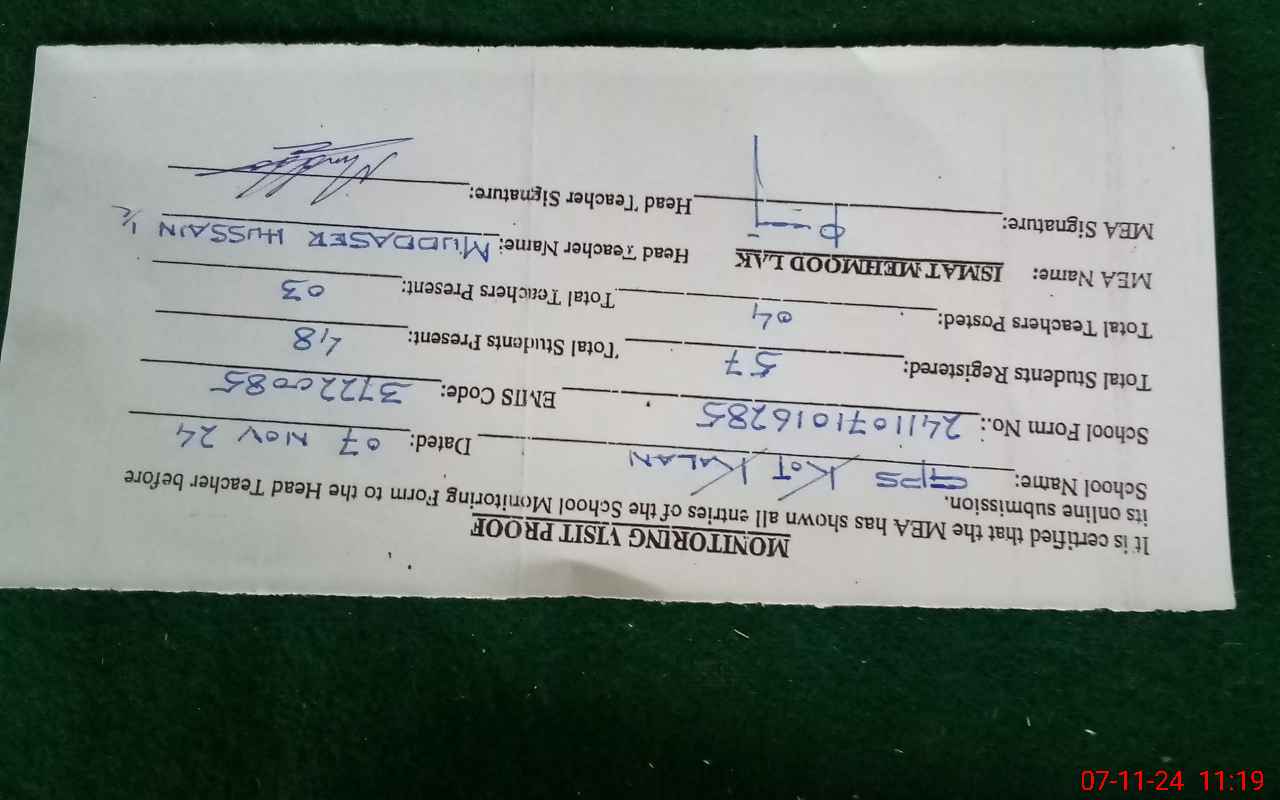 MONITORING VISIT PROOF
It is certified that the MEA has shown all entries of the School Monitoring Form to the Head Teacher before
its online submission.
School Name: GPS KOT KALAN Dated: 07 NOV 24
School Form No.: 2411071016285 EMIS Code: 37220085
Total Students Registered: 57 Total Students Present: 48
Total Teachers Posted: 04 Total Teachers Present: 03
MEA Name: ISMAT MEHMOOD LAK Head Teacher Name: MUDDASER HUSSAIN
MEA Signature: Head Teacher Signature:
07-11-24 11:19